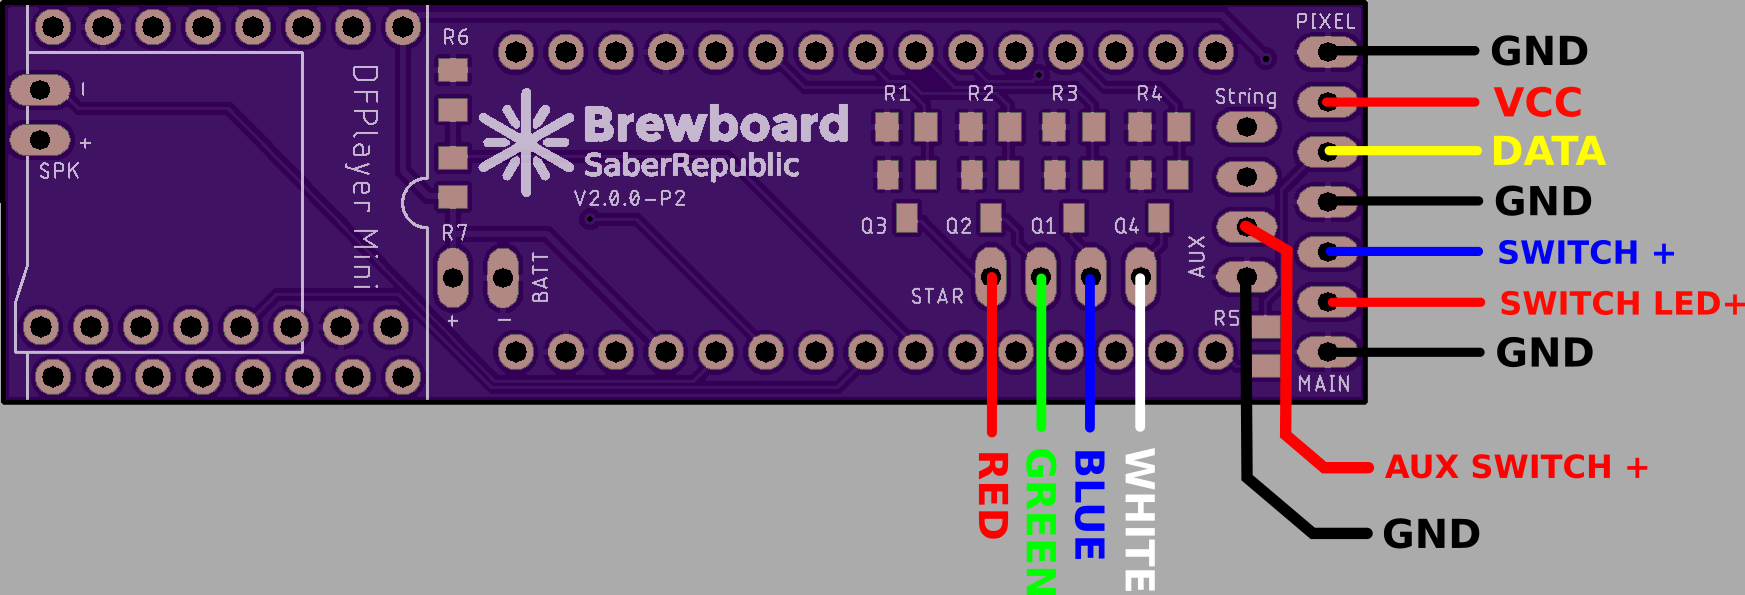 PIXEL
GND
R6
VCC
R1 R2 R3 R4 String
DATA
Brewboard
SaberRepublic
V2.0.0-P2
DFPlayer Mini
-
+
SPK
GND
Q3 Q2 Q1 Q4
R7
AUX
SWITCH +
BATT
STAR
+ -
R5
SWITCH LED+
GND
MAIN
RED
GREEN
BLUE
WHITE
AUX SWITCH +
GND